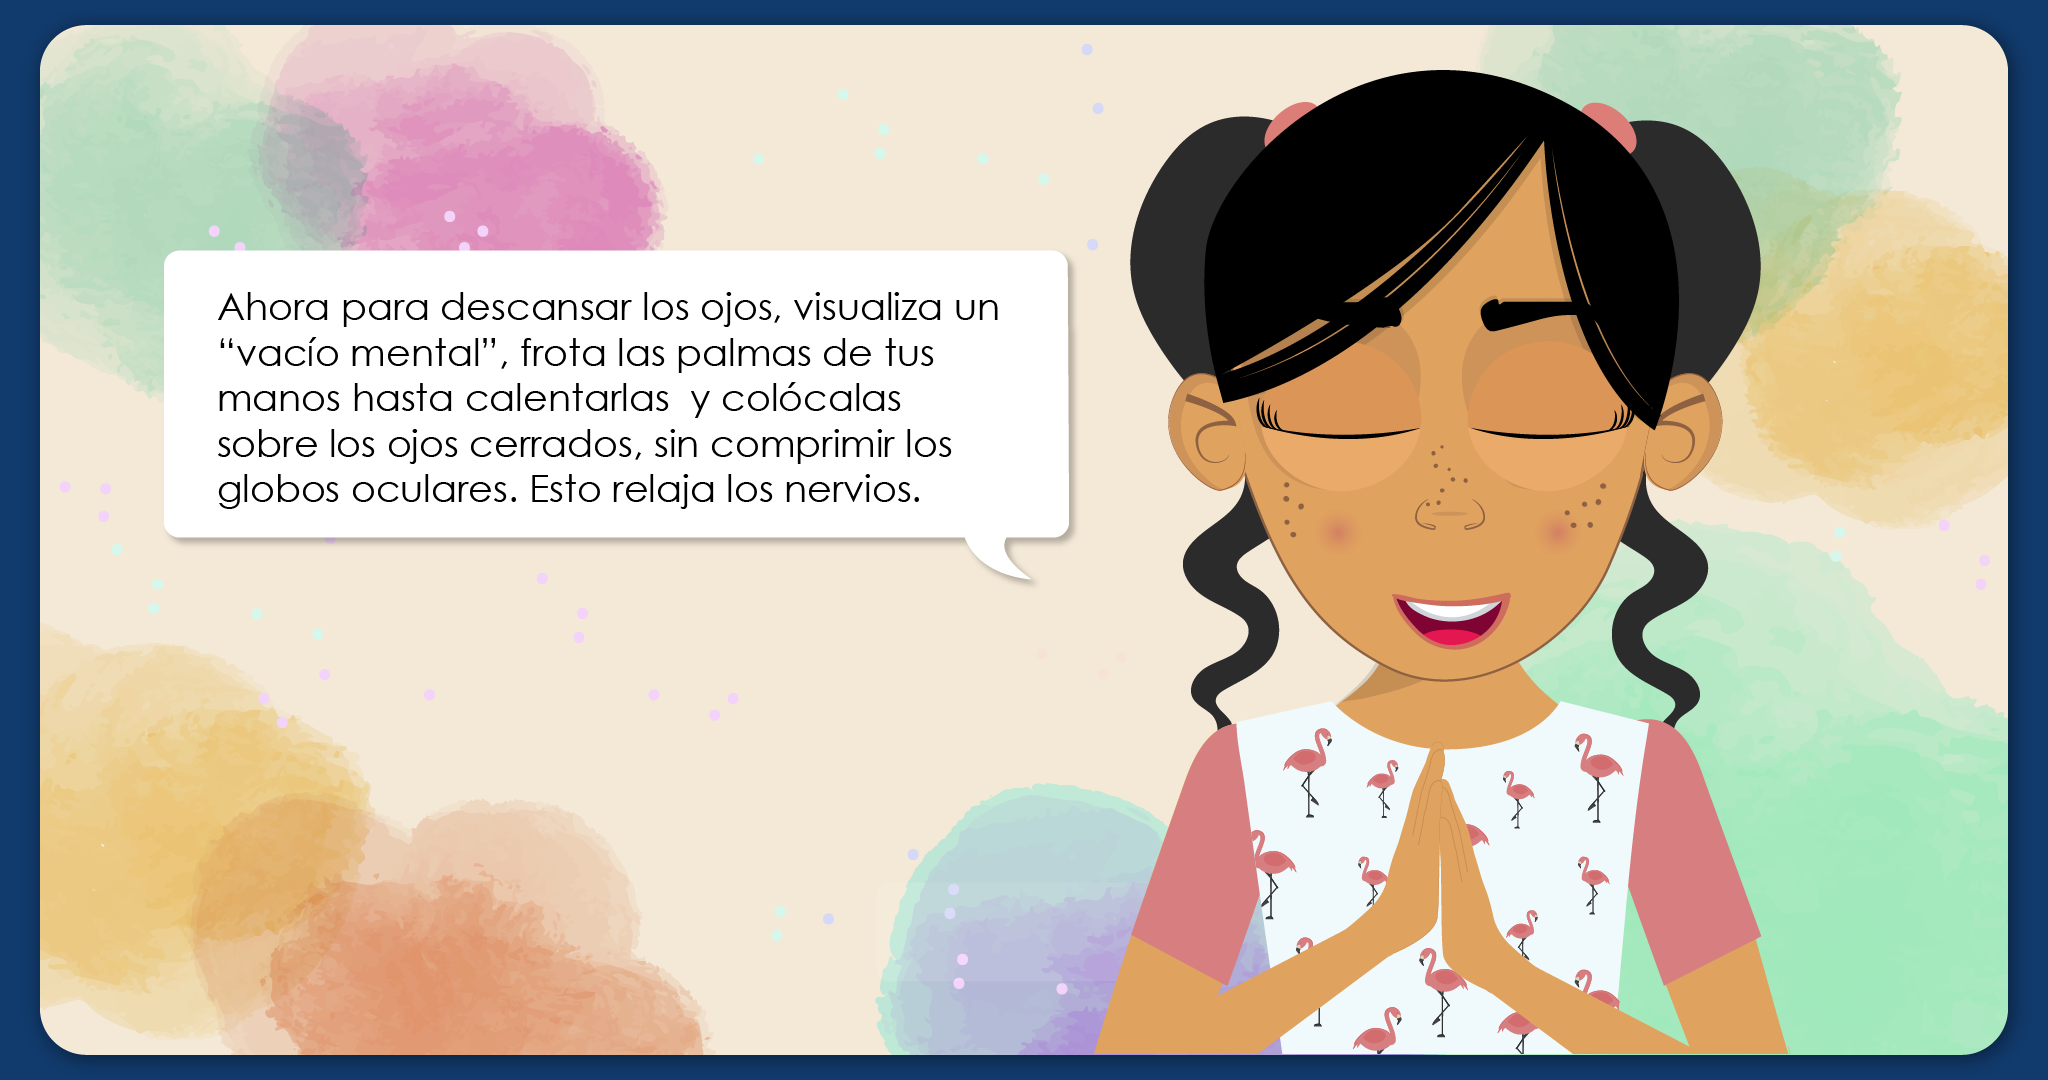 Ahora para descansar los ojos, visualiza un
“vacío mental”, frota las palmas de tus
manos hasta calentarlas  y colócalas
sobre los ojos cerrados, sin comprimir los
globos oculares. Esto relaja los nervios.